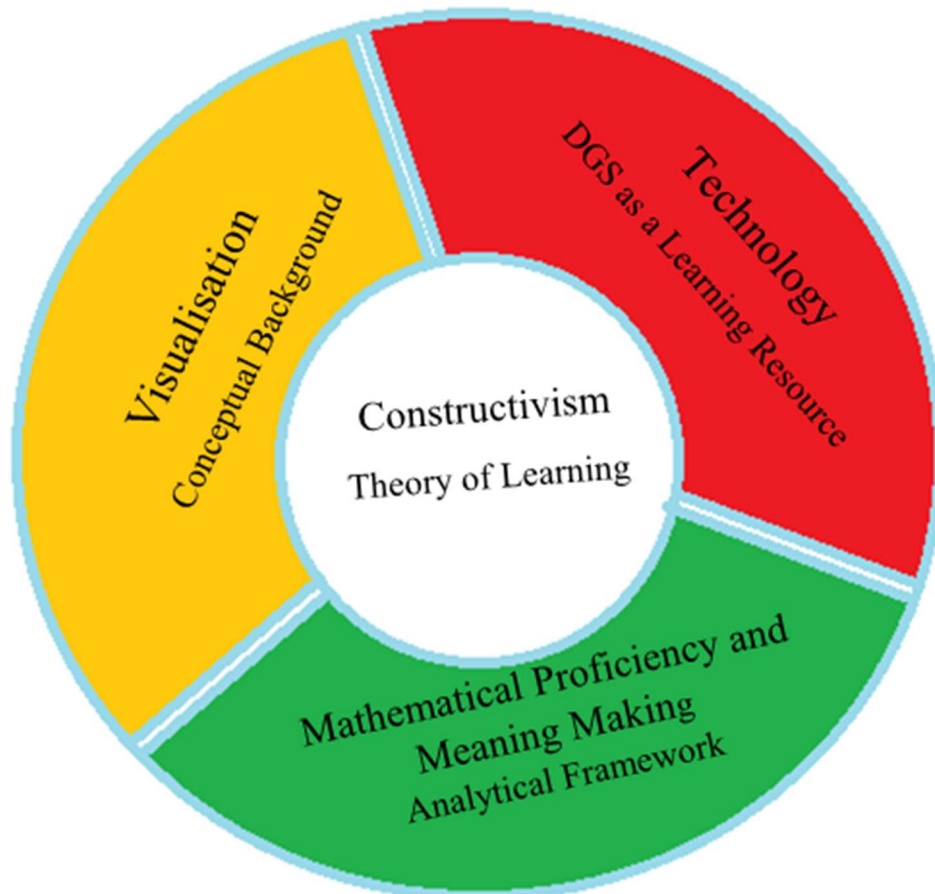 Visualisation
Conceptual Background
Technology
DGS as a Learning Resource
Constructivism
Theory of Learning
Mathematical Proficiency and
Meaning Making
Analytical Framework